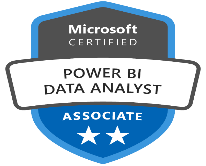 Microsoft
CERTIFIED
POWER BI
DATA ANALYST
ASSOCIATE